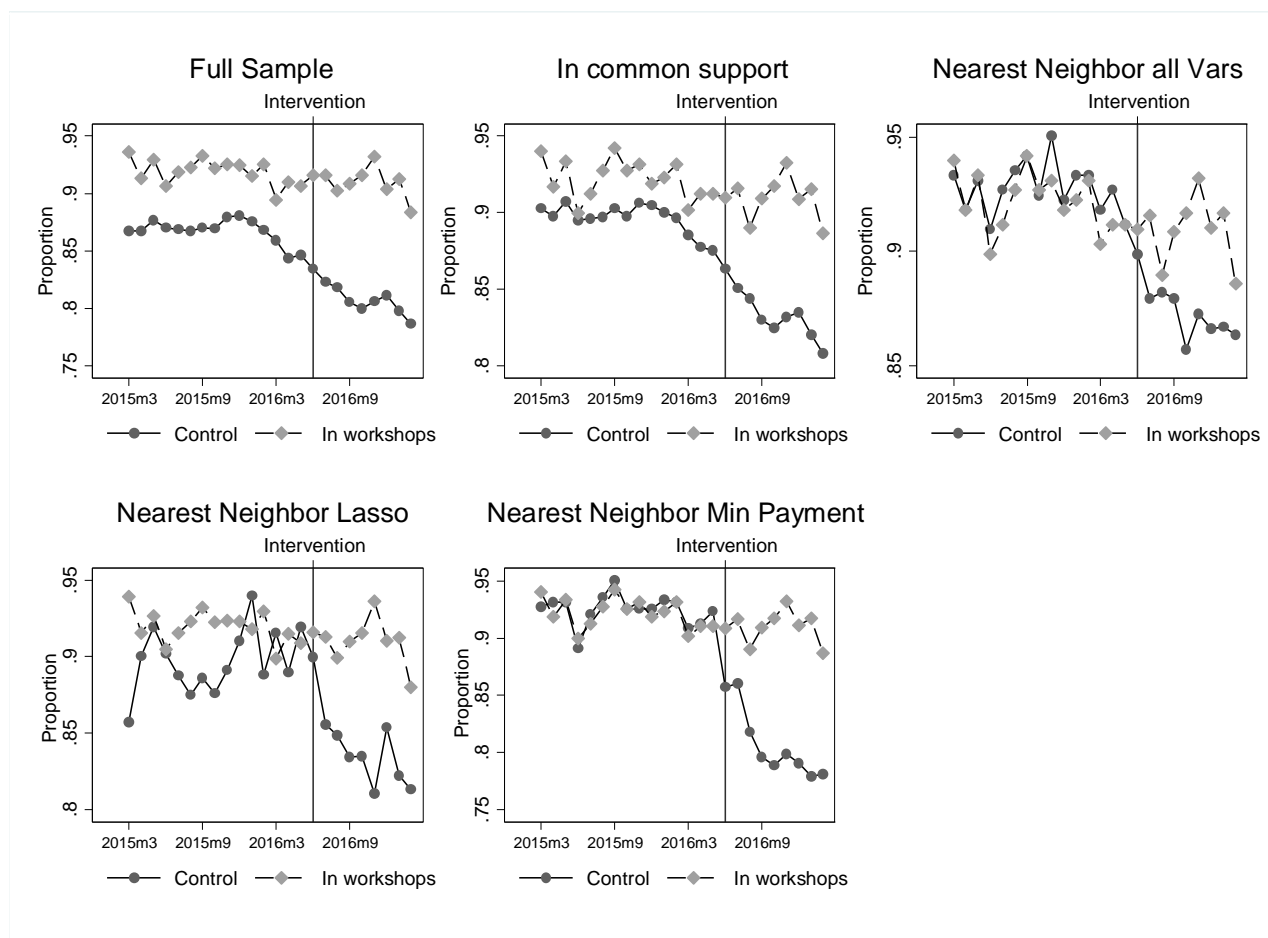 Full Sample
Intervention
Proportion
.95
.9
.85
.8
.75
2015m3 2015m9 2016m3 2016m9
Control In workshops
In common support
Intervention
Proportion
.95
.9
.85
.8
2015m3 2015m9 2016m3 2016m9
Control In workshops
Nearest Neighbor all Vars
Intervention
Proportion
.95
.9
.85
2015m3 2015m9 2016m3 2016m9
Control In workshops
Nearest Neighbor Lasso
Intervention
Proportion
.95
.9
.85
.8
2015m3 2015m9 2016m3 2016m9
Control In workshops
Nearest Neighbor Min Payment
Intervention
Proportion
.95
.9
.85
.8
.75
2015m3 2015m9 2016m3 2016m9
Control In workshops